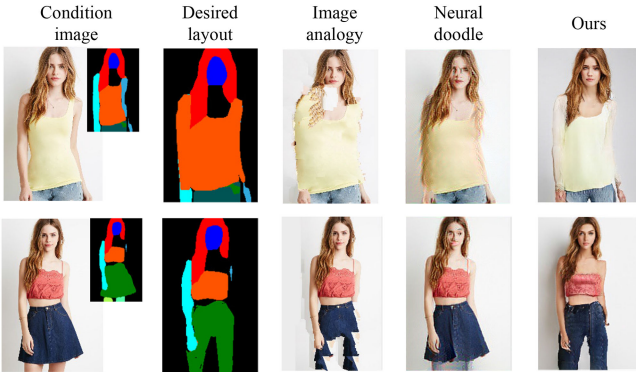 Condition
image
Desired
layout
Image
analogy
Neural
doodle
Ours